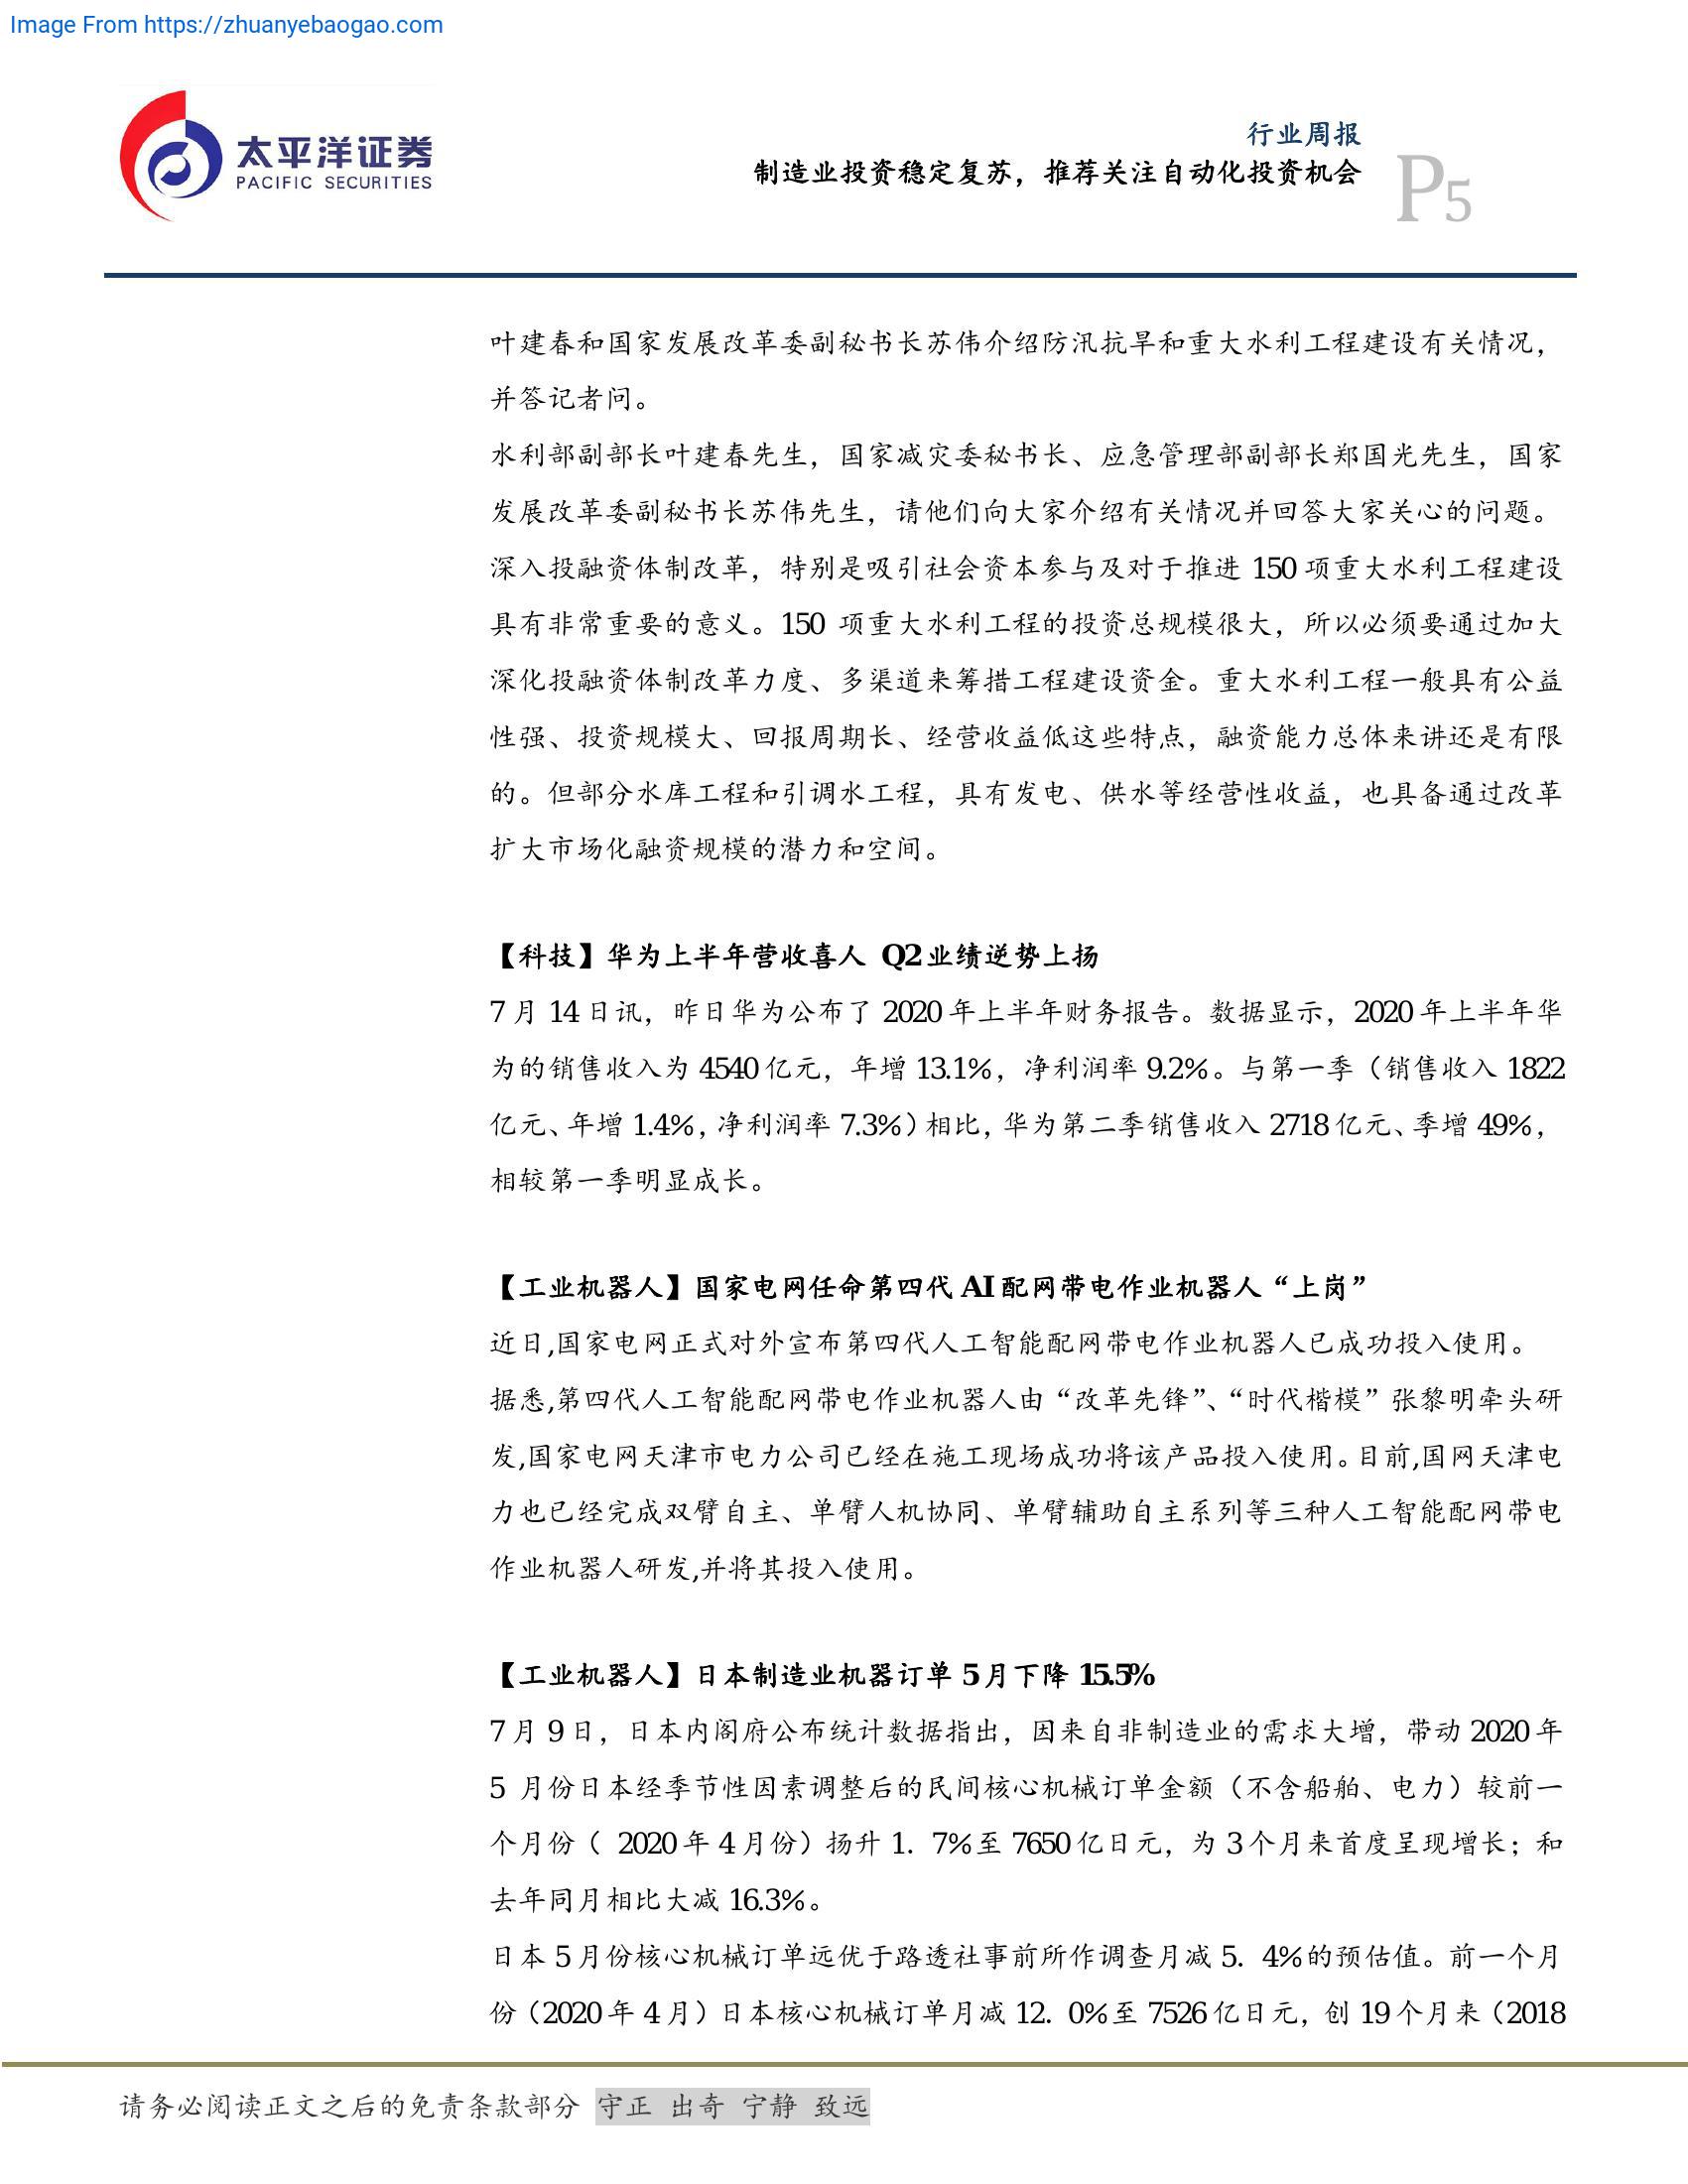 Image From https://zhuanyebaogao.com
太平洋证券
PACIFIC SECURITIES
行业周报
制造业投资稳定复苏，推荐关注自动化投资机会
P5
叶建春和国家发展改革委副秘书长苏伟介绍防汛抗旱和重大水利工程建设有关情况，
并答记者问。
水利部副部长叶建春先生，国家减灾委秘书长、应急管理部副部长郑国光先生，国家
发展改革委副秘书长苏伟先生，请他们向大家介绍有关情况并回答大家关心的问题。
深入投融资体制改革，特别是吸引社会资本参与及对于推进 150 项重大水利工程建设
具有非常重要的意义。150 项重大水利工程的投资总规模很大，所以必须要通过加大
深化投融资体制改革力度、多渠道来筹措工程建设资金。重大水利工程一般具有公益
性强、投资规模大、回报周期长、经营收益低这些特点，融资能力总体来讲还是有限
的。但部分水库工程和引调水工程，具有发电、供水等经营性收益，也具备通过改革
扩大市场化融资规模的潜力和空间。
【科技】华为上半年营收喜人 Q2 业绩逆势上扬
7 月 14 日讯，昨日华为公布了 2020 年上半年财务报告。数据显示，2020 年上半年华
为的销售收入为 4540 亿元，年增 13.1%，净利润率 9.2%。与第一季（销售收入 1822
亿元、年增 1.4%，净利润率 7.3%）相比，华为第二季销售收入 2718 亿元、季增 49%，
相较第一季明显成长。
【工业机器人】国家电网任命第四代 AI 配网带电作业机器人“上岗”
近日,国家电网正式对外宣布第四代人工智能配网带电作业机器人已成功投入使用。
据悉,第四代人工智能配网带电作业机器人由“改革先锋”、“时代楷模”张黎明牵头研
发,国家电网天津市电力公司已经在施工现场成功将该产品投入使用。目前,国网天津电
力也已经完成双臂自主、单臂人机协同、单臂辅助自主系列等三种人工智能配网带电
作业机器人研发,并将其投入使用。
【工业机器人】日本制造业机器订单 5 月下降 15.5%
7 月 9 日，日本内阁府公布统计数据指出，因来自非制造业的需求大增，带动 2020 年
5 月份日本经季节性因素调整后的民间核心机械订单金额（不含船舶、电力）较前一
个月份（ 2020 年 4 月份）扬升 1. 7%至 7650 亿日元，为 3 个月来首度呈现增长；和
去年同月相比大减 16.3%。
日本 5 月份核心机械订单远优于路透社事前所作调查月减 5. 4%的预估值。前一个月
份（2020 年 4 月）日本核心机械订单月减 12. 0%至 7526 亿日元，创 19 个月来（2018
请务必阅读正文之后的免责条款部分 守正 出奇 宁静 致远